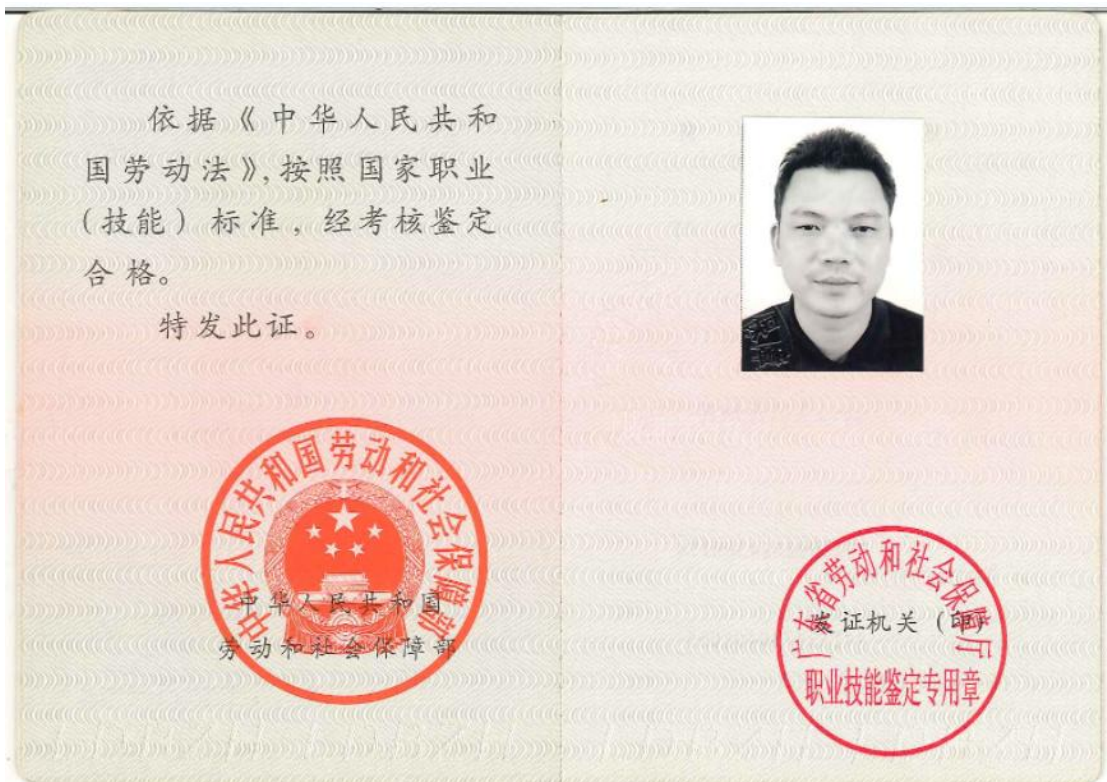 依据《中华人民共和
国劳动法》,按照国家职业
(技能)标准,经考核鉴定
合格。
特发此证。
中华人民共和国劳动和社会保障部
中华人民共和国
劳动和社会保障部
广东省劳动和社会保障厅
发证机关(印)
职业技能鉴定专用章